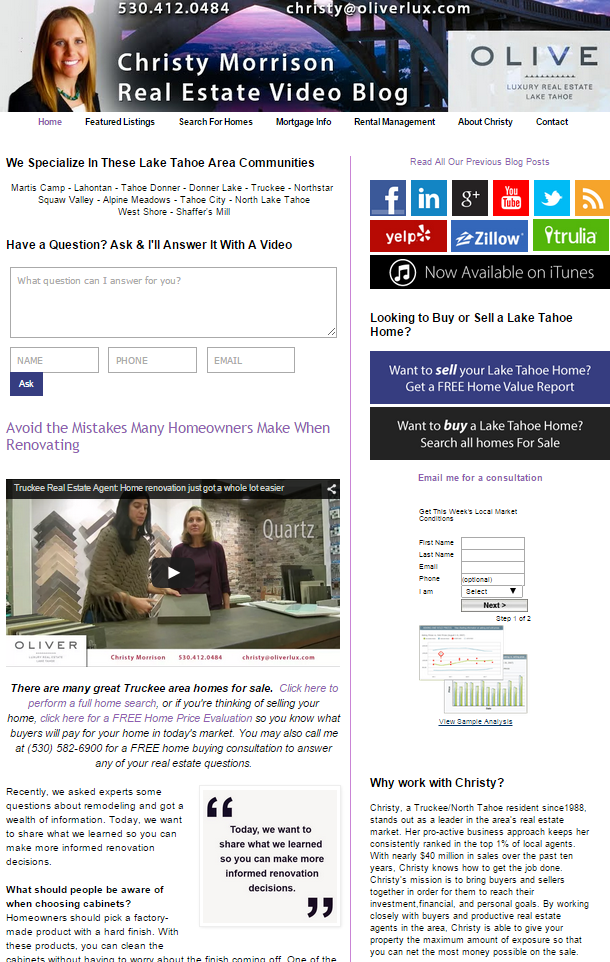 530.412.0484 christy@oliverlux.com
Christy Morrison
Real Estate Video Blog
OLIVE
LUXURY REAL ESTATE
LAKE TAHOE
Home Featured Listings Search For Homes Mortgage Info Rental Management About Christy Contact
We Specialize In These Lake Tahoe Area Communities
Martis Camp - Lahontan - Tahoe Donner - Donner Lake - Truckee - Northstar
Squaw Valley - Alpine Meadows - Tahoe City - North Lake Tahoe
West Shore - Shaffer's Mill
Have a Question? Ask & I'll Answer It With A Video
What question can I answer for you?
NAME PHONE EMAIL
Ask
Avoid the Mistakes Many Homeowners Make When
Renovating
Truckee Real Estate Agent: Home renovation just got a whole lot easier
Quartz
OLIVER
LUXURY REAL ESTATE
LAKE TAHOE
Christy Morrison 530.412.0484 christy@oliverlux.com
There are many great Truckee area homes for sale. Click here to
perform a full home search, or if you're thinking of selling your
home, click here for a FREE Home Price Evaluation so you know what
buyers will pay for your home in today's market. You may also call me
at (530) 582-6900 for a FREE home buying consultation to answer
any of your real estate questions.
Recently, we asked experts some
questions about remodeling and got a
wealth of information. Today, we want
to share what we learned so you can
make more informed renovation
decisions.
“
Today, we want to
share what we learned
so you can make more
informed renovation
decisions.
”
What should people be aware of
when choosing cabinets?
Homeowners should pick a factory-
made product with a hard finish. With
these products, you can clean the
cabinets without having to worry about the finish coming off. One of the
Read All Our Previous Blog Posts
f in g+ You Tube
yelp Zillow trulia
Now Available on iTunes
Looking to Buy or Sell a Lake Tahoe
Home?
Want to sell your Lake Tahoe Home?
Get a FREE Home Value Report
Want to buy a Lake Tahoe Home?
Search all homes For Sale
Email me for a consultation
Get This Week's Local Market
Conditions
First Name
Last Name
Email
Phone (optional)
I am Select
Next >
Step 1 of 2
View Sample Analysis
Why work with Christy?
Christy, a Truckee/North Tahoe resident since1988,
stands out as a leader in the area's real estate
market. Her pro-active business approach keeps her
consistently ranked in the top 1% of local agents.
With nearly $40 million in sales over the past ten
years, Christy knows how to get the job done.
Christy's mission is to bring buyers and sellers
together in order for them to reach their
investment,financial, and personal goals. By working
closely with buyers and productive real estate
agents in the area, Christy is able to give your
property the maximum amount of exposure so that
you can net the most money possible on the sale.